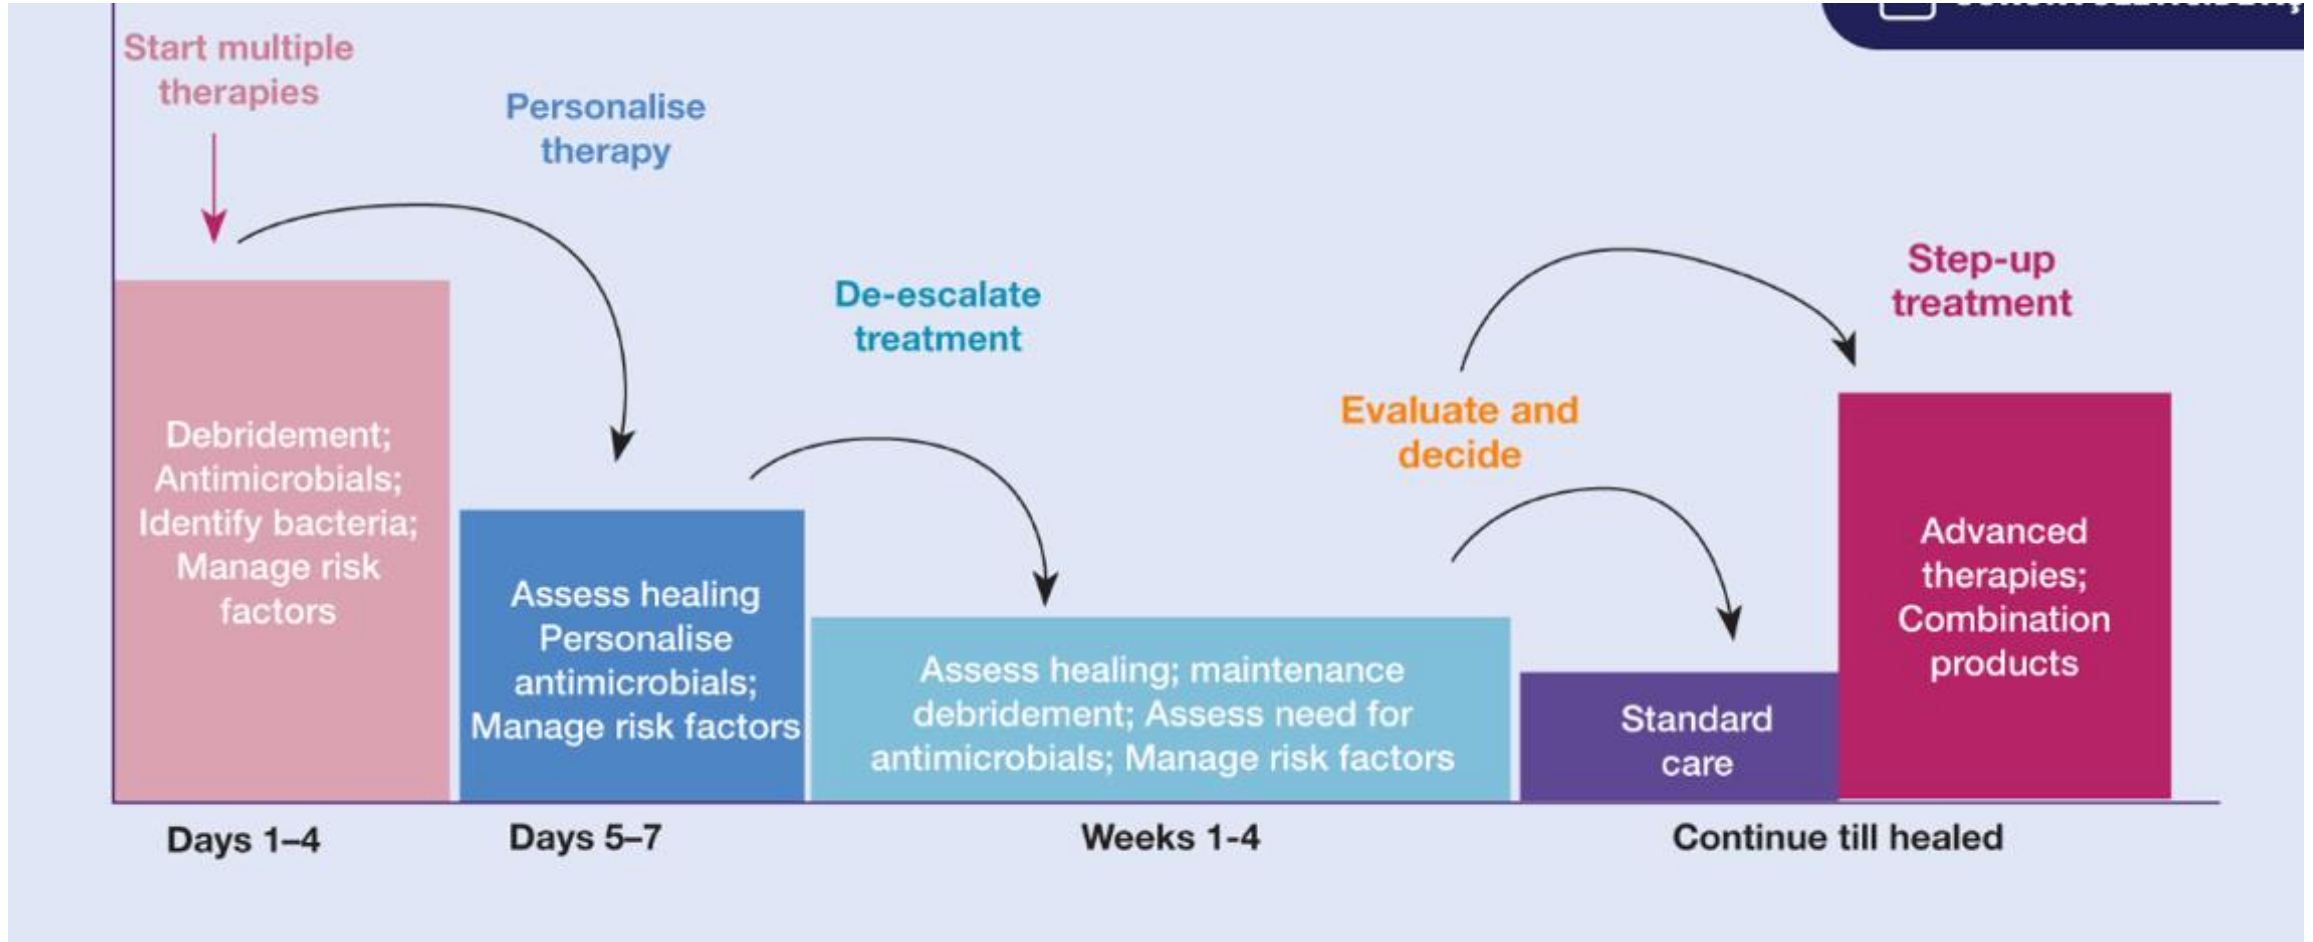 Start multiple
therapies
Personalise
therapy
De-escalate
treatment
Evaluate and
decide
Step-up
treatment
Debridement;
Antimicrobials;
Identify bacteria;
Manage risk
factors
Assess healing
Personalise
antimicrobials;
Manage risk factors
Assess healing; maintenance
debridement; Assess need for
antimicrobials; Manage risk factors
Standard
care
Advanced
therapies;
Combination
products
Days 1–4
Days 5–7
Weeks 1-4
Continue till healed